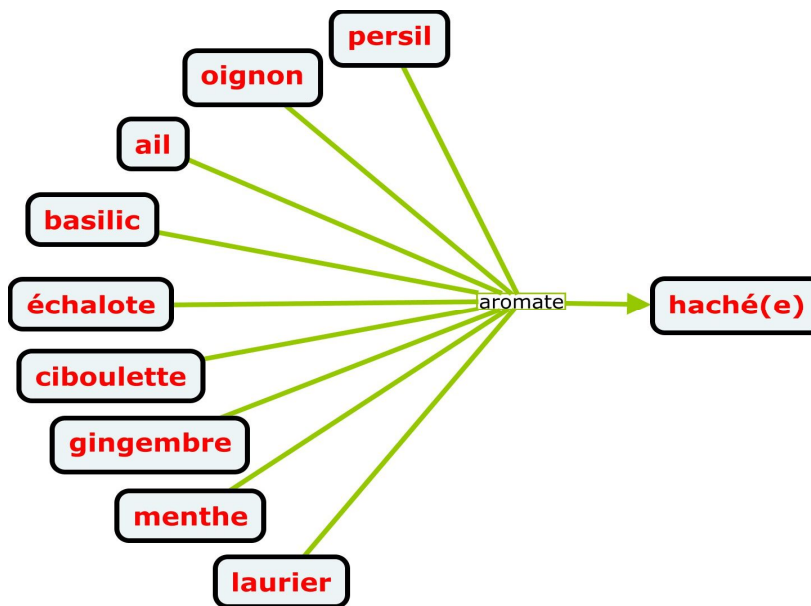 persil
oignon
ail
basilic
échalote
aromate
haché(e)
ciboulette
gingembre
menthe
laurier